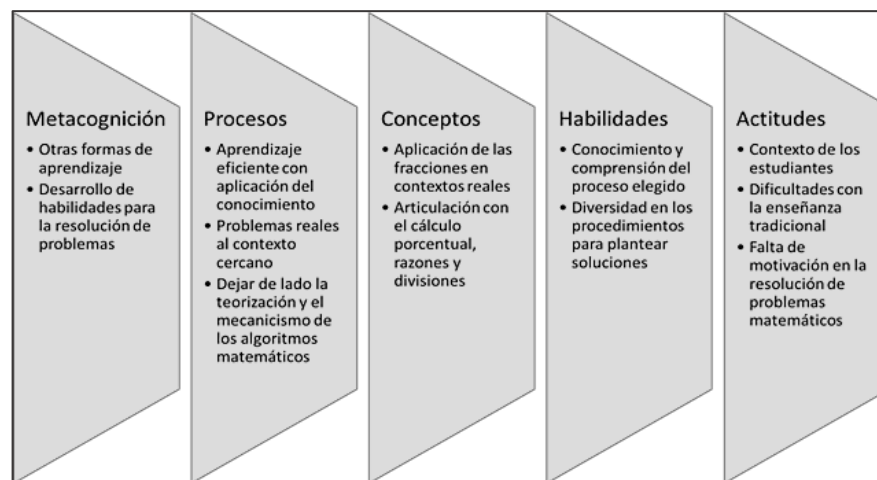 Metacognición
• Otras formas de
aprendizaje
• Desarrollo de
habilidades para
la resolución de
problemas
Procesos
• Aprendizaje
eficiente con
aplicación del
conocimiento
• Problemas reales
al contexto
cercano
• Dejar de lado la
teorización y el
mecanicismo de
los algoritmos
matemáticos
Conceptos
• Aplicación de las
fracciones en
contextos reales
• Articulación con
el cálculo
porcentual,
razones y
divisiones
Habilidades
• Conocimiento y
comprensión del
proceso elegido
• Diversidad en los
procedimientos
para plantear
soluciones
Actitudes
• Contexto de los
estudiantes
• Dificultades con
la enseñanza
tradicional
• Falta de
motivación en la
resolución de
problemas
matemáticos